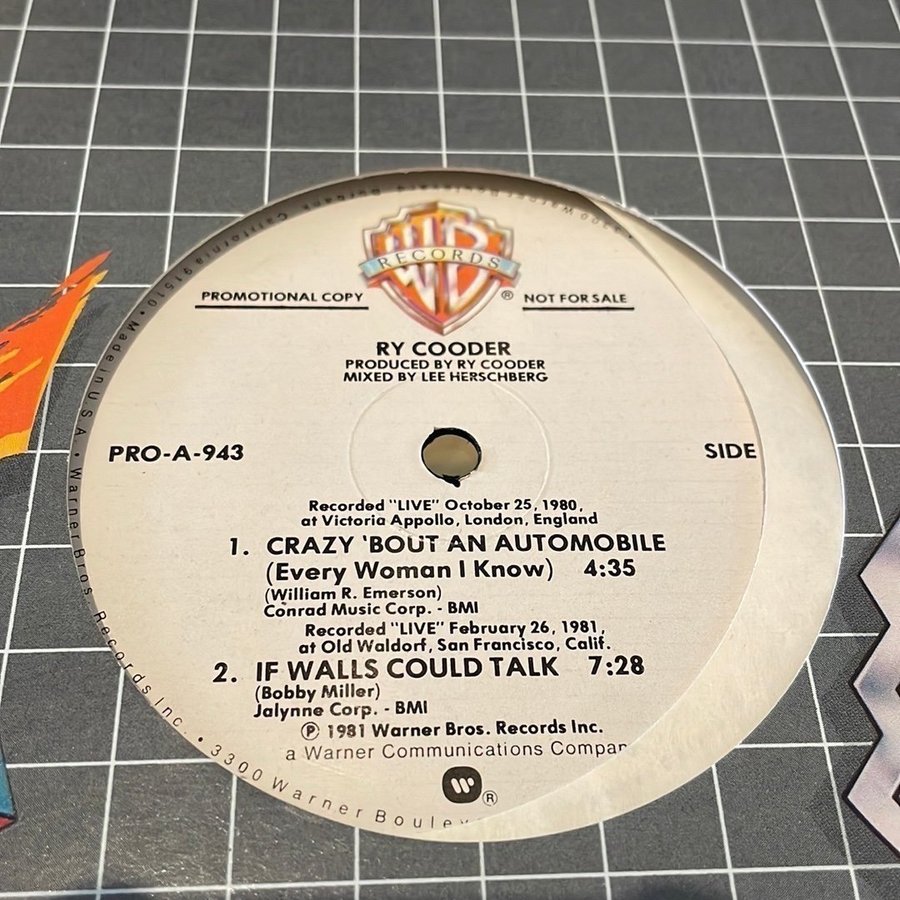 WB
RECORDS
®
PROMOTIONAL COPY NOT FOR SALE
RY COODER
PRODUCED BY RY COODER
MIXED BY LEE HERSCHBERG
PRO-A-943 SIDE
Recorded "LIVE" October 25, 1980,
at Victoria Appollo, London, England
1. CRAZY 'BOUT AN AUTOMOBILE
(Every Woman I Know) 4:35
(William R. Emerson)
Conrad Music Corp. - BMI
Recorded "LIVE" February 26, 1981,
at Old Waldorf, San Francisco, Calif.
2. IF WALLS COULD TALK 7:28
(Bobby Miller)
Jalynne Corp. - BMI
Ⓟ 1981 Warner Bros. Records Inc.
a Warner Communications Compan
®
California 91510 • Made in U.S.A. • Warner Bros. Records Inc. • 3300 Warner Boulev